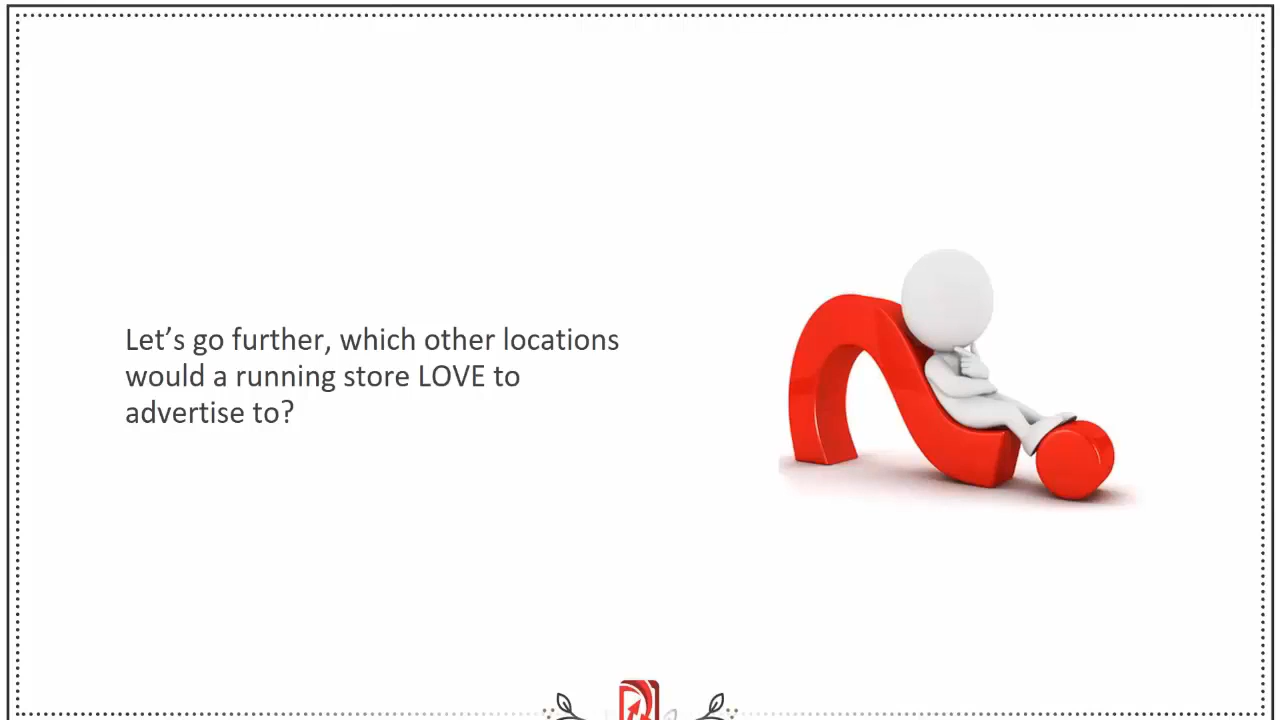 Let’s go further, which other locations
would a running store LOVE to
advertise to?